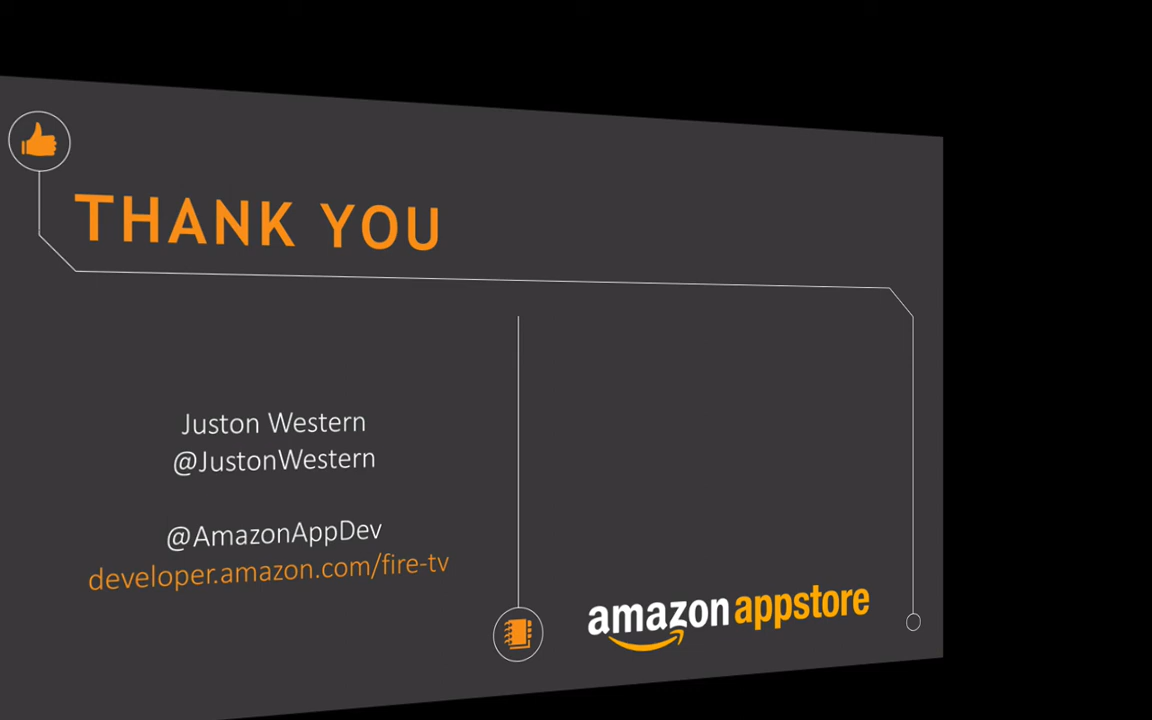 THANK YOU
Juston Western
@JustonWestern
@AmazonAppDev
developer.amazon.com/fire-tv
amazon appstore